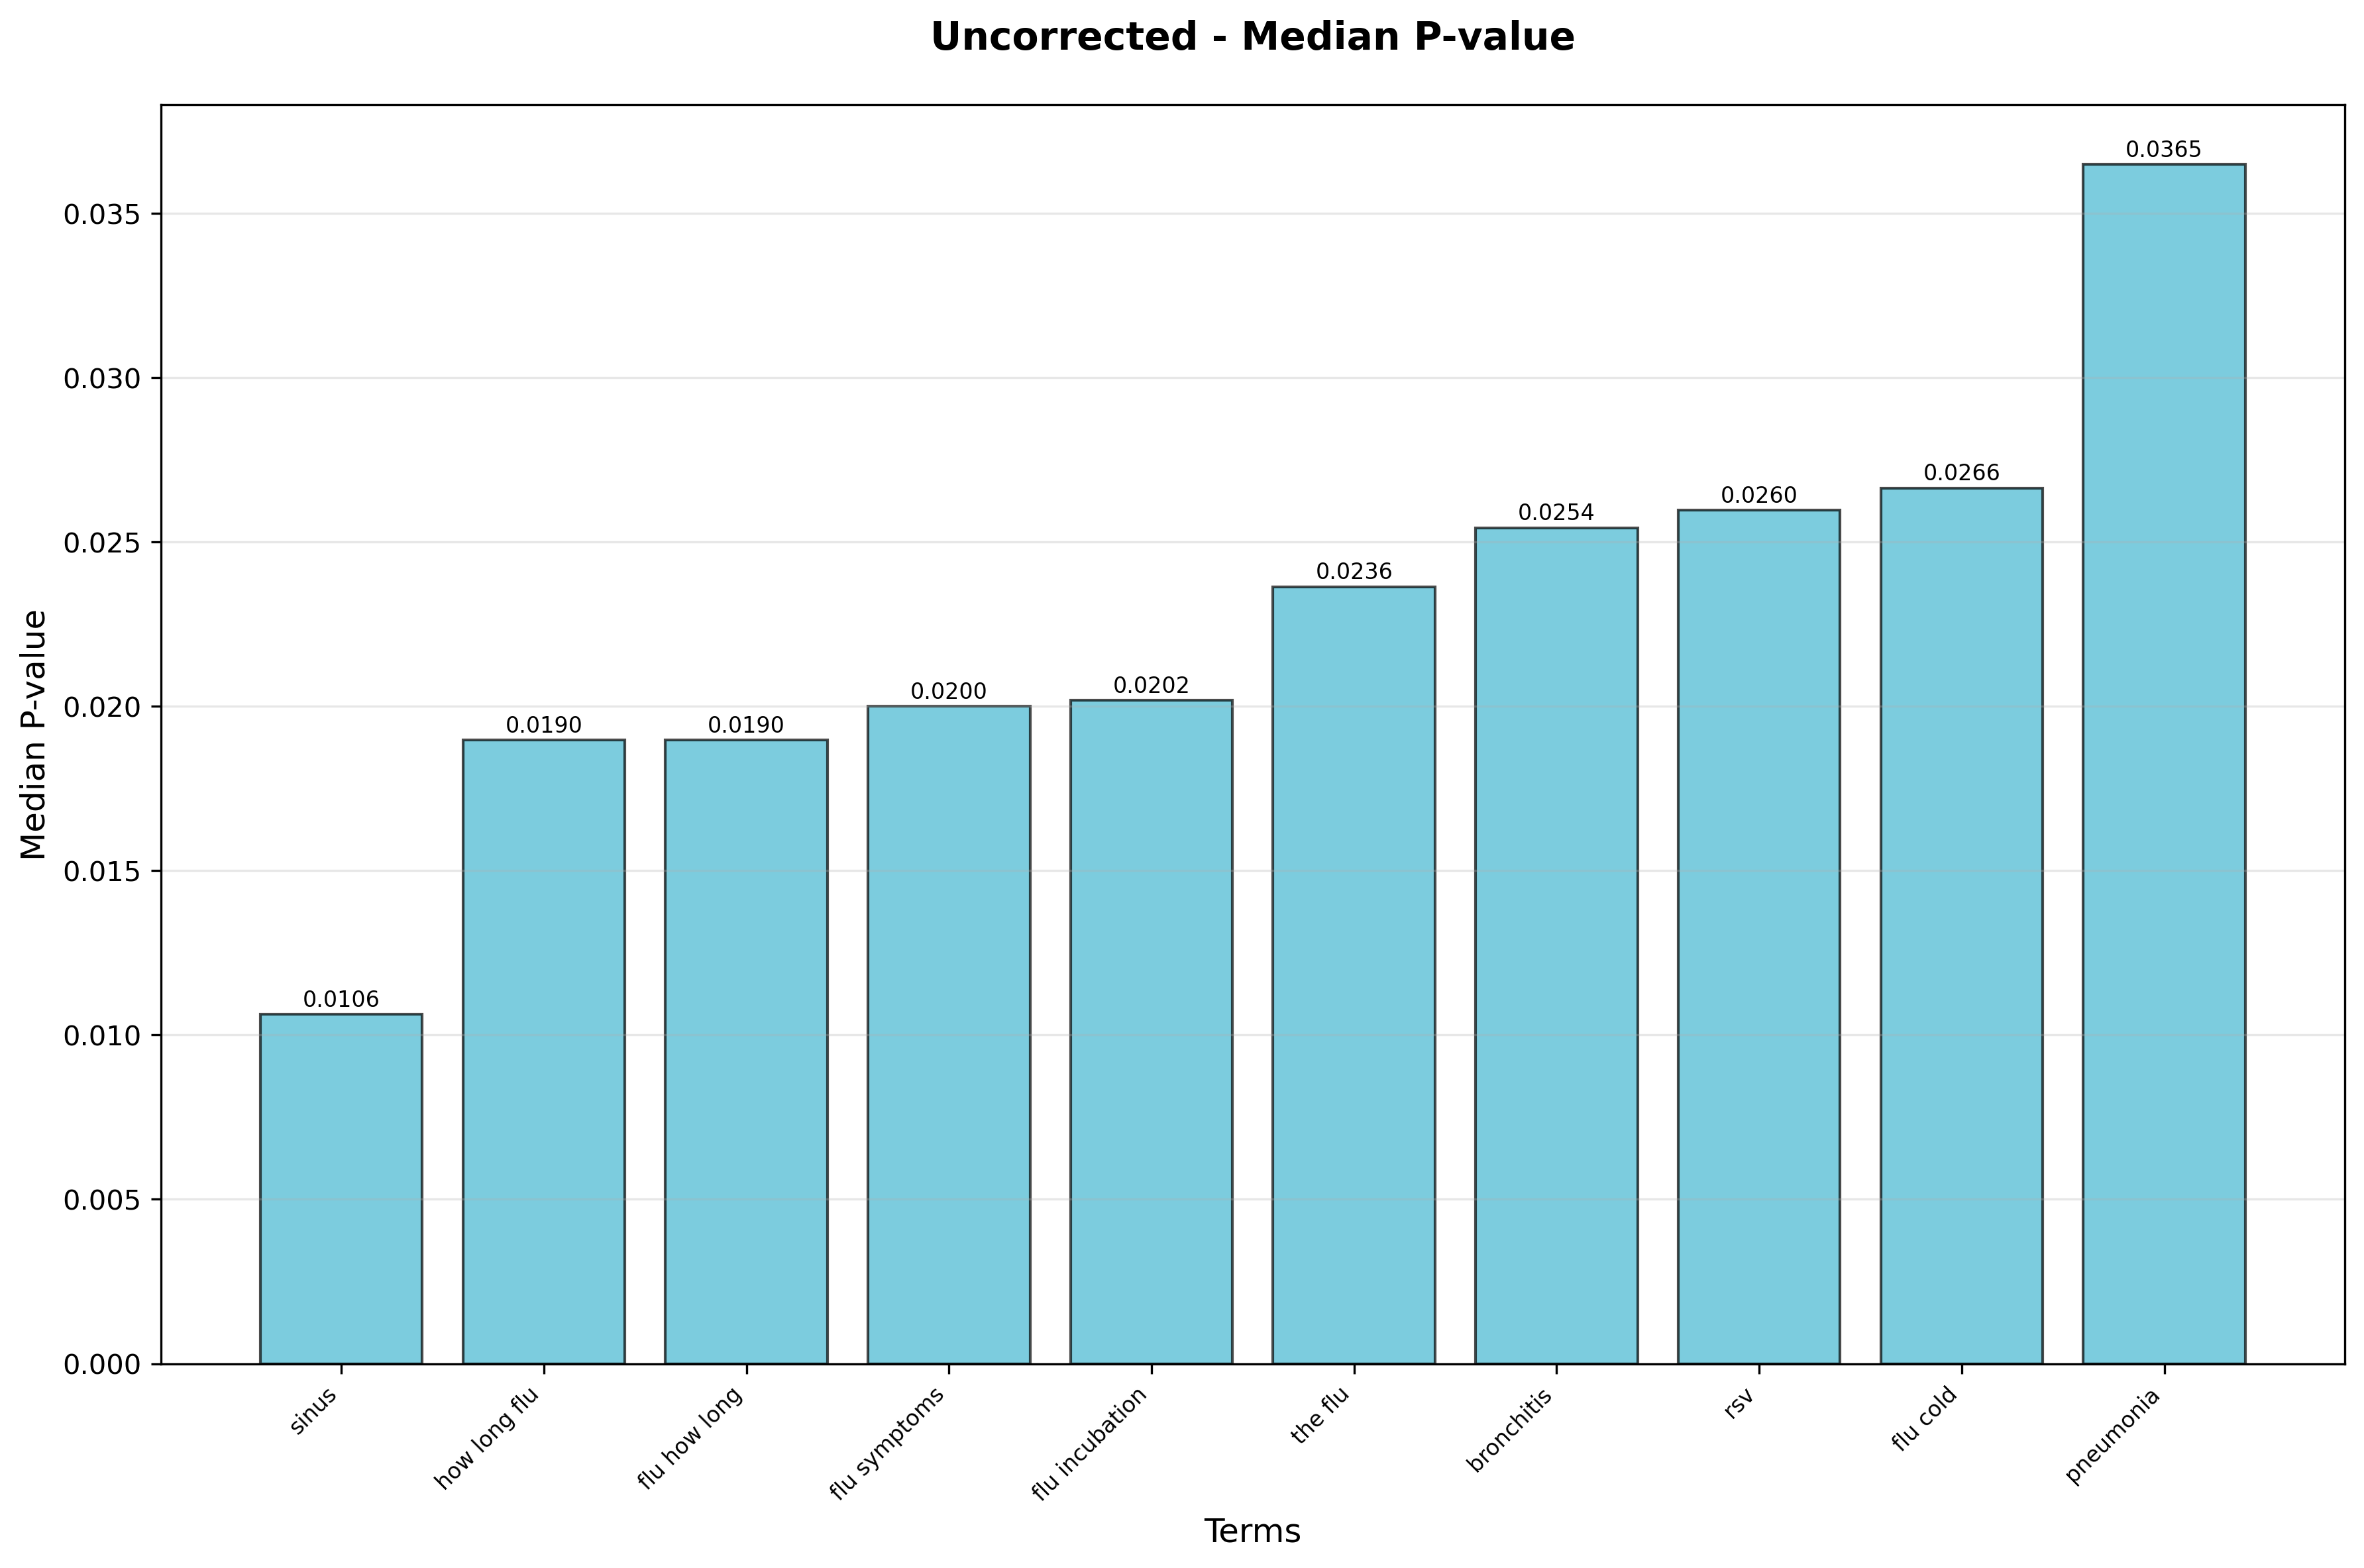 Uncorrected - Median P-value
Median P-value
0.035
0.030
0.025
0.020
0.015
0.010
0.005
0.000
0.0106
0.0190
0.0190
0.0200
0.0202
0.0236
0.0254
0.0260
0.0266
0.0365
sinus
how long flu
flu how long
flu symptoms
flu incubation
the flu
bronchitis
rsv
flu cold
pneumonia
Terms